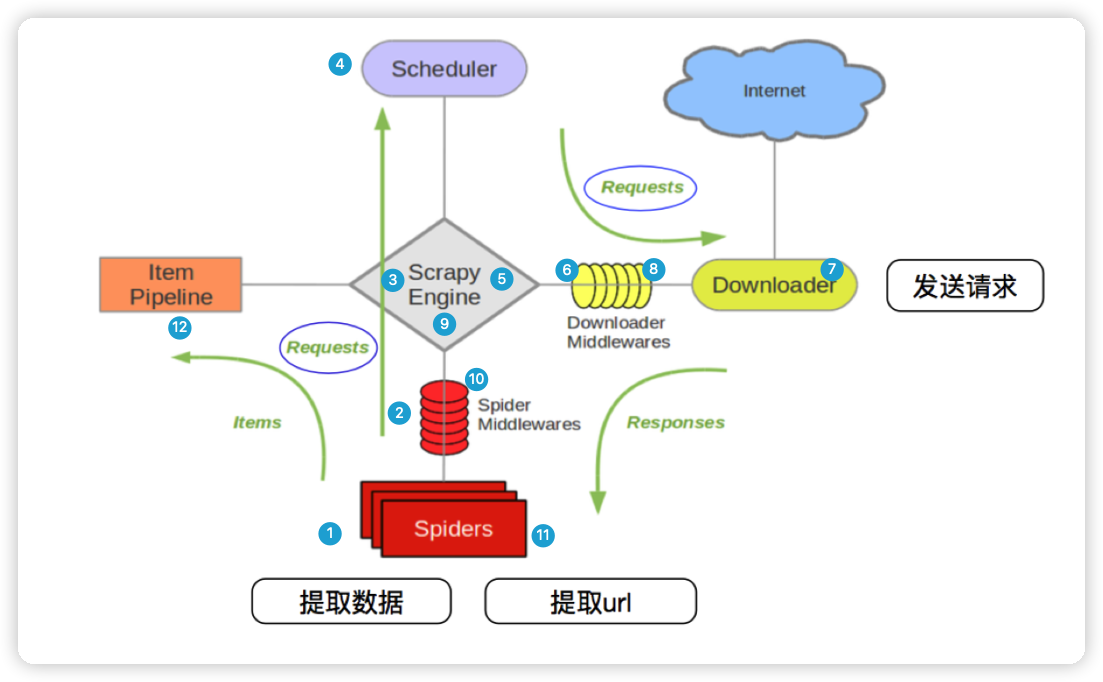 4
Scheduler
Internet
Requests
Item
Pipeline
3
Scrapy
Engine
5
9
6
8
7
Downloader
发送请求
Downloader
Middlewares
12
Requests
10
2
Spider
Middlewares
Items
Responses
1
Spiders
11
提取数据
提取url